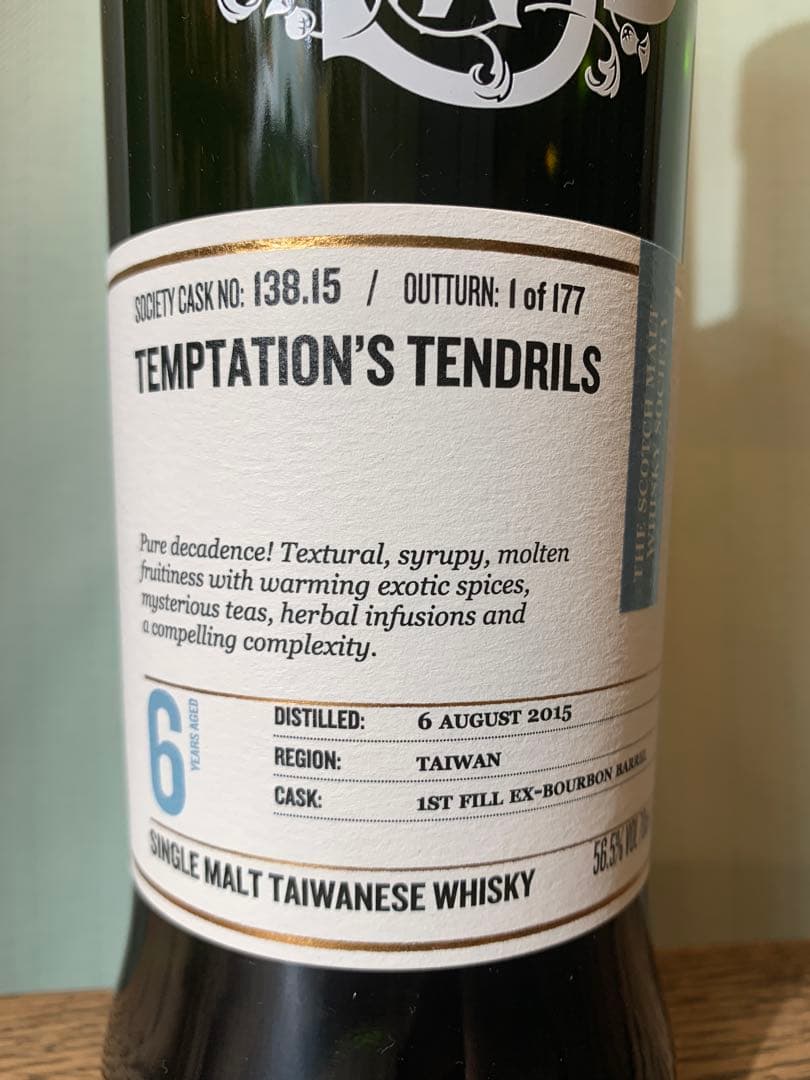 SOCIETY CASK NO: 138.15 / OUTTURN: 1 of 177
TEMPTATION'S TENDRILS
THE SCOTCH MALT
WHISKY SOCIETY
Pure decadence! Textural, syrupy, molten
fruitiness with warming exotic spices,
mysterious teas, herbal infusions and
a compelling complexity.
6 YEARS AGED
DISTILLED: 6 AUGUST 2015
REGION: TAIWAN
CASK: 1ST FILL EX-BOURBON BARREL
SINGLE MALT TAIWANESE WHISKY 56.5% VOL